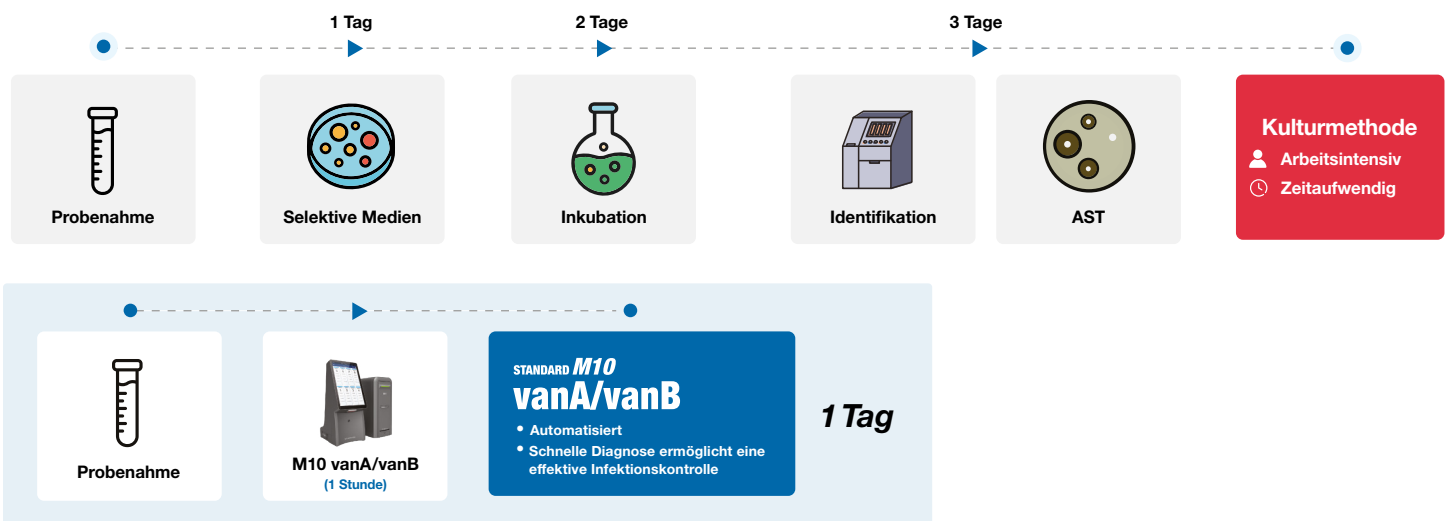 1 Tag
2 Tage
3 Tage
Probenahme
Selektive Medien
Inkubation
Identifikation
AST
Kulturmethode
Arbeitsintensiv
Zeitaufwendig
Probenahme
M10 vanA/vanB
(1 Stunde)
STANDARD M10
vanA/vanB
• Automatisiert
• Schnelle Diagnose ermöglicht eine
effektive Infektionskontrolle
1 Tag